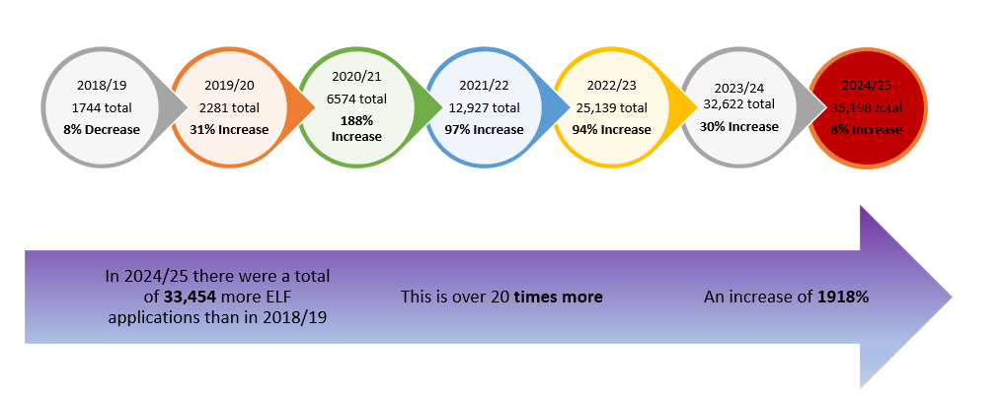 2018/19
1744 total
8% Decrease
2019/20
2281 total
31% Increase
2020/21
6574 total
188%
Increase
2021/22
12,927 total
97% Increase
2022/23
25,139 total
94% Increase
2023/24
32,622 total
30% Increase
2024/25
35,198 total
8% Increase
In 2024/25 there were a total
of 33,454 more ELF
applications than in 2018/19
This is over 20 times more
An increase of 1918%